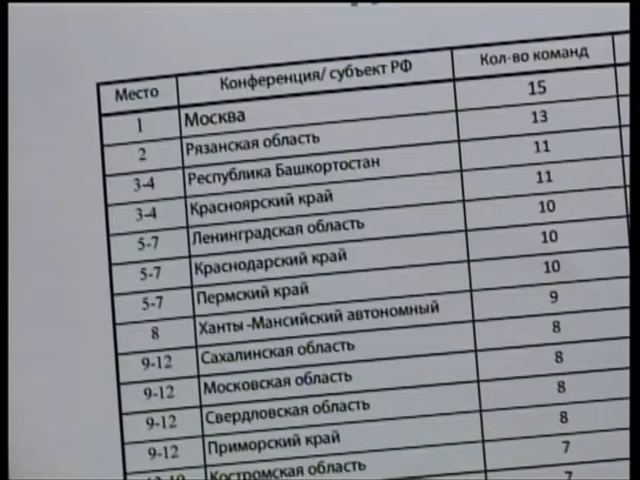 Место Конференция/ субъект РФ Кол-во команд
1 Москва 15
2 Рязанская область 13
3-4 Республика Башкортостан 11
3-4 Красноярский край 11
5-7 Ленинградская область 10
5-7 Краснодарский край 10
5-7 Пермский край 10
8 Ханты-Мансийский автономный 9
9-12 Сахалинская область 8
9-12 Московская область 8
9-12 Свердловская область 8
9-12 Приморский край 8
Костромская область 7
7